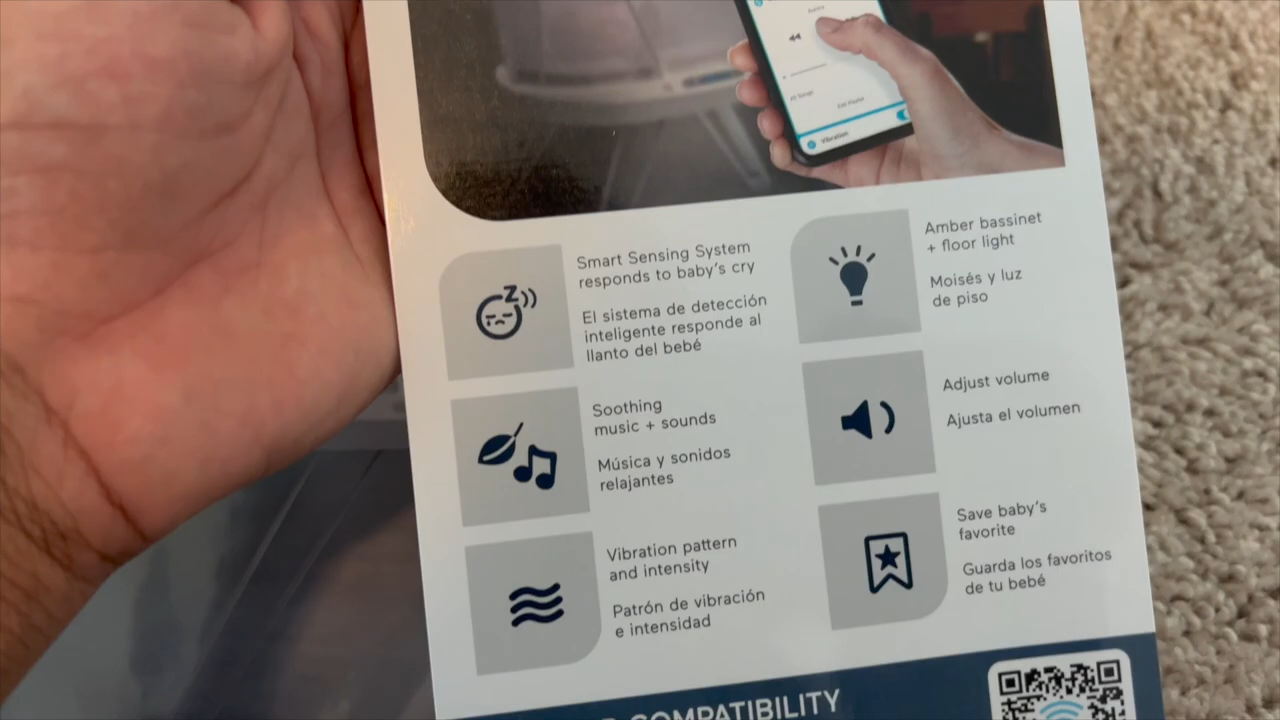 Vibration
Smart Sensing System
responds to baby's cry
El sistema de detección
inteligente responde al
llanto del bebé
Soothing
music + sounds
Música y sonidos
relajantes
Vibration pattern
and intensity
Patrón de vibración
e intensidad
Amber bassinet
+ floor light
Moisés y luz
de piso
Adjust volume
Ajusta el volumen
Save baby's
favorite
Guarda los favoritos
de tu bebé
COMPATIBILITY